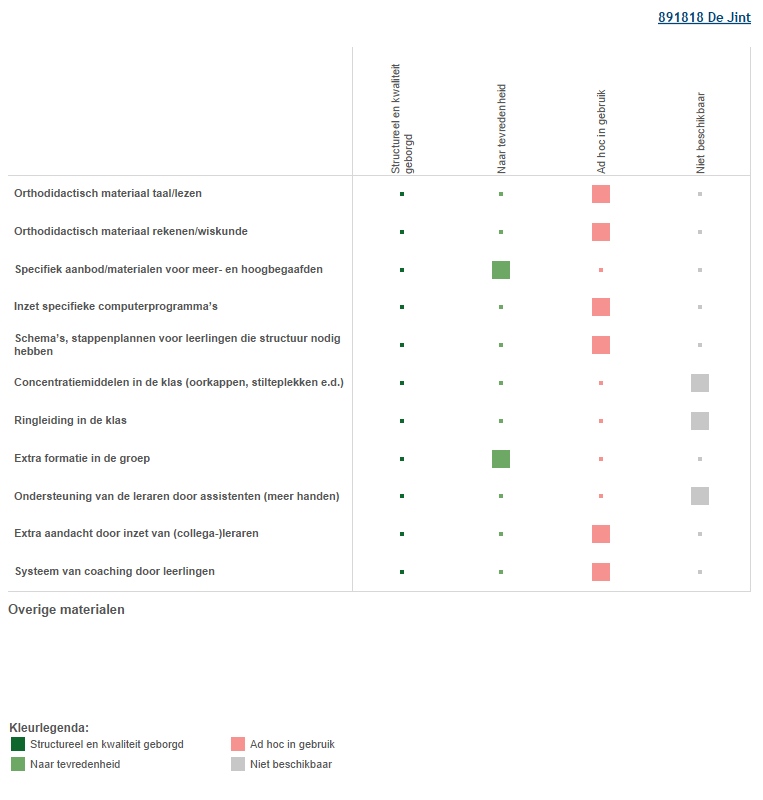 891818 De Jint
Structureel en kwaliteit
geborgd
Naar tevredenheid
Ad hoc in gebruik
Niet beschikbaar
Orthodidactisch materiaal taal/lezen
Orthodidactisch materiaal rekenen/wiskunde
Specifiek aanbod/materialen voor meer- en hoogbegaafden
Inzet specifieke computerprogramma's
Schema's, stappenplannen voor leerlingen die structuur nodig
hebben
Concentratiemiddelen in de klas (oorkappen, stilteplekken e.d.)
Ringleiding in de klas
Extra formatie in de groep
Ondersteuning van de leraren door assistenten (meer handen)
Extra aandacht door inzet van (collega-)leraren
Systeem van coaching door leerlingen
Overige materialen
Kleurlegenda:
Structureel en kwaliteit geborgd
Ad hoc in gebruik
Naar tevredenheid
Niet beschikbaar